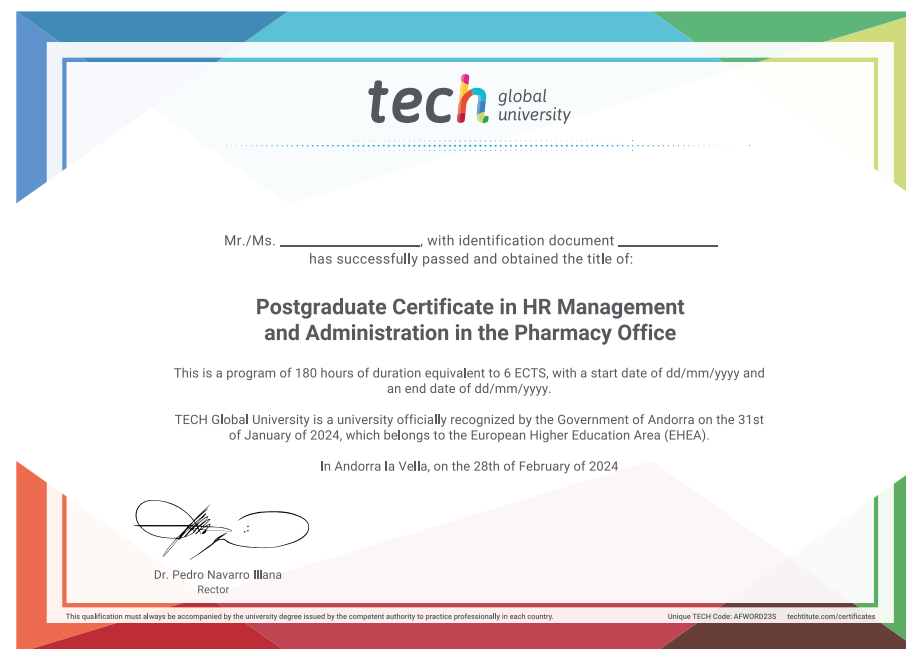 tech global university
Mr./Ms. ____________, with identification document ____________
has successfully passed and obtained the title of:
Postgraduate Certificate in HR Management
and Administration in the Pharmacy Office
This is a program of 180 hours of duration equivalent to 6 ECTS, with a start date of dd/mm/yyyy and
an end date of dd/mm/yyyy.
TECH Global University is a university officially recognized by the Government of Andorra on the 31st
of January of 2024, which belongs to the European Higher Education Area (EHEA).
In Andorra la Vella, on the 28th of February of 2024
Dr. Pedro Navarro Illana
Rector
This qualification must always be accompanied by the university degree issued by the competent authority to practice professionally in each country.
Unique TECH Code: AFWORD23S techtitute.com/certificates